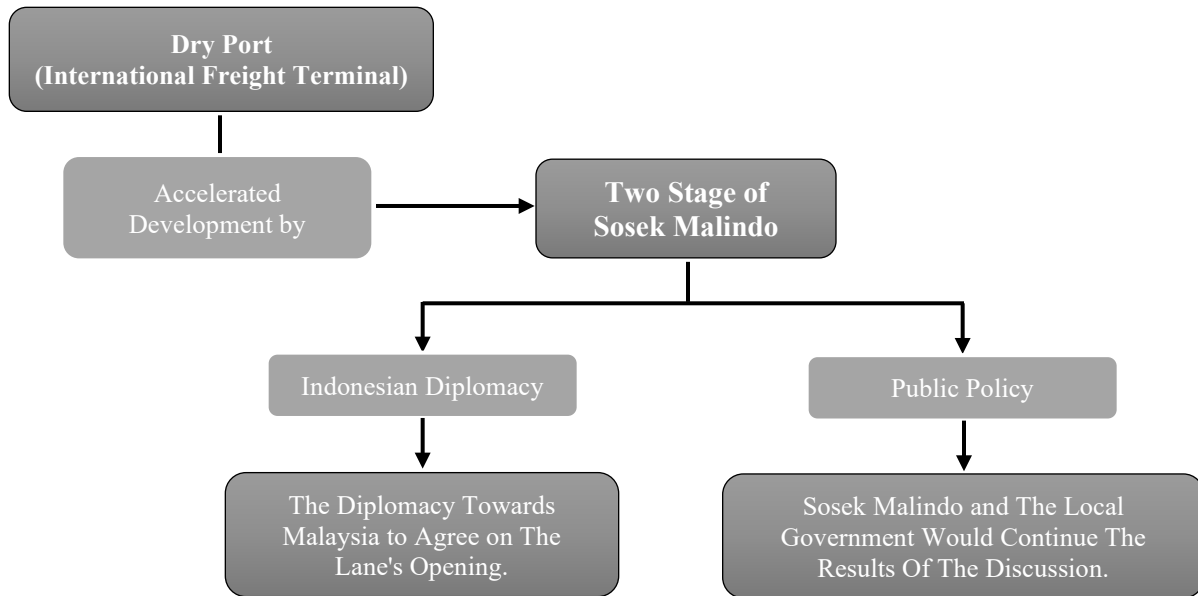 Dry Port
(International Freight Terminal)
Accelerated
Development by
Two Stage of
Sosek Malindo
Indonesian Diplomacy
Public Policy
The Diplomacy Towards
Malaysia to Agree on The
Lane's Opening.
Sosek Malindo and The Local
Government Would Continue The
Results Of The Discussion.